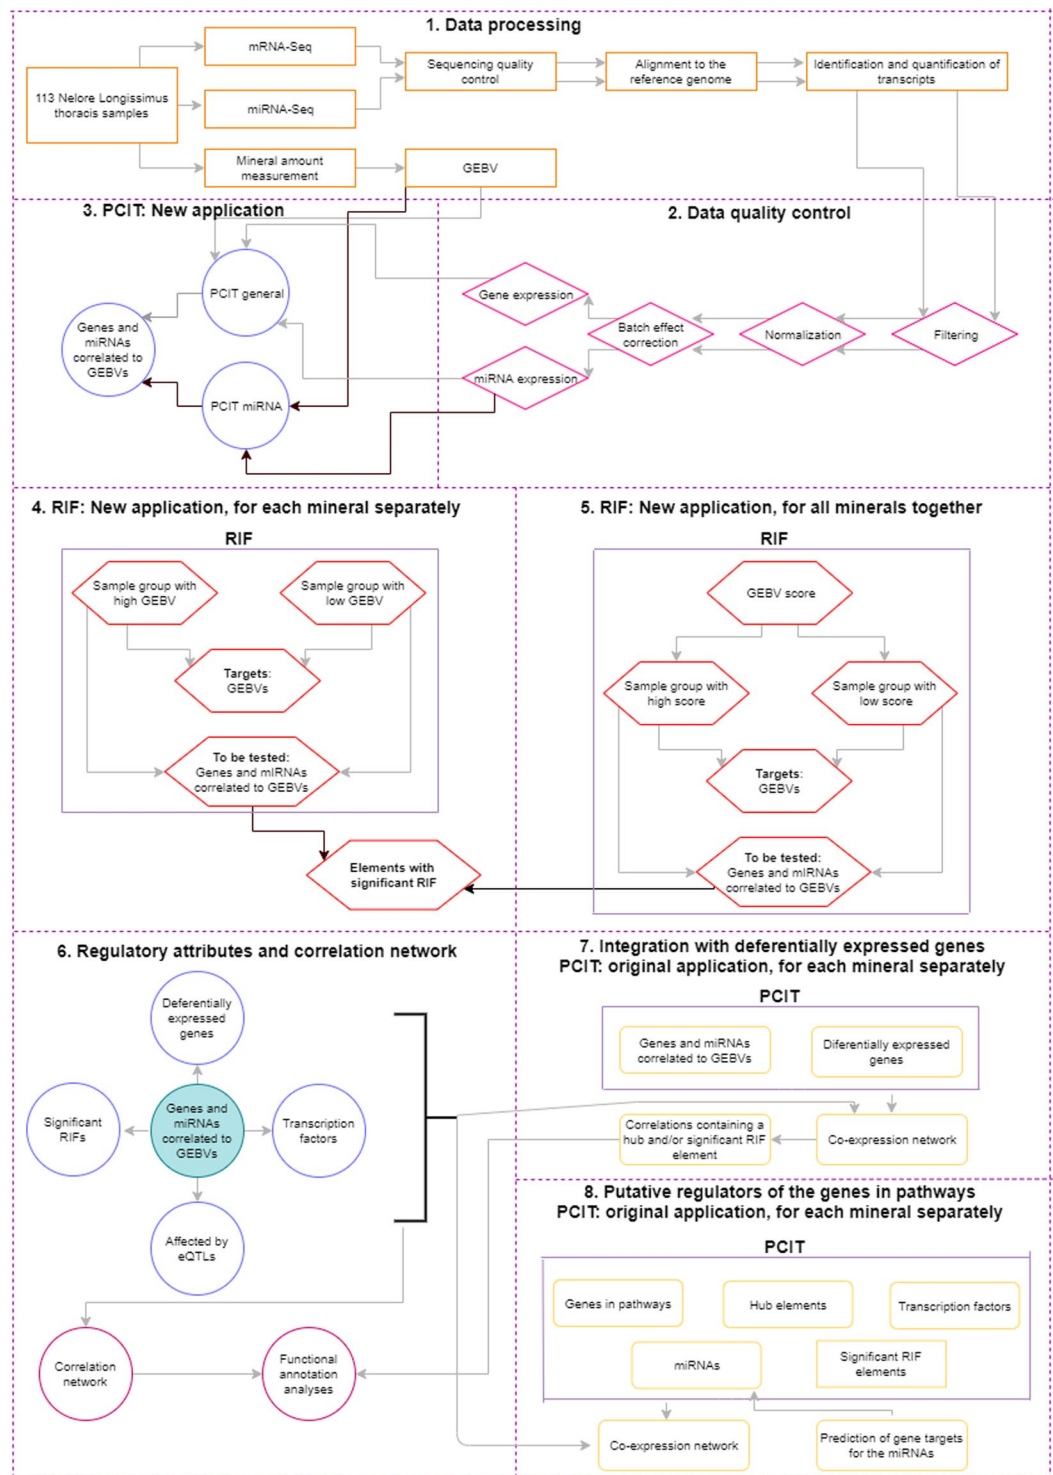 1. Data processing
mRNA-Seq
113 Nelore Longissimus
thoracis samples
miRNA-Seq
Sequencing quality
control
Alignment to the
reference genome
Identification and quantification of
transcripts
Mineral amount
measurement
GEBV
3. PCIT: New application
2. Data quality control
PCIT general
Genes and
miRNAs
correlated to
GEBVs
PCIT miRNA
Gene expression
miRNA expression
Batch effect
correction
Normalization
Filtering
4. RIF: New application, for each mineral separately
RIF
Sample group with
high GEBV
Sample group with
low GEBV
Targets:
GEBVs
To be tested:
Genes and mIRNAs
correlated to GEBVs
Elements with
significant RIF
5. RIF: New application, for all minerals together
RIF
GEBV score
Sample group with
high score
Sample group with
low score
Targets:
GEBVs
To be tested:
Genes and mIRNAs
correlated to GEBVs
6. Regulatory attributes and correlation network
Deferentially
expressed
genes
Significant
RIFs
Genes and
miRNAs
correlated to
GEBVs
Transcription
factors
Affected by
eQTLs
Correlation
network
Functional
annotation
analyses
7. Integration with deferentially expressed genes
PCIT: original application, for each mineral separately
PCIT
Genes and miRNAs
correlated to GEBVs
Diferentially expressed
genes
Correlations containing a
hub and/or significant RIF
element
Co-expression network
8. Putative regulators of the genes in pathways
PCIT: original application, for each mineral separately
PCIT
Genes in pathways
Hub elements
Transcription factors
miRNAs
Significant RIF
elements
Co-expression network
Prediction of gene targets
for the miRNAs